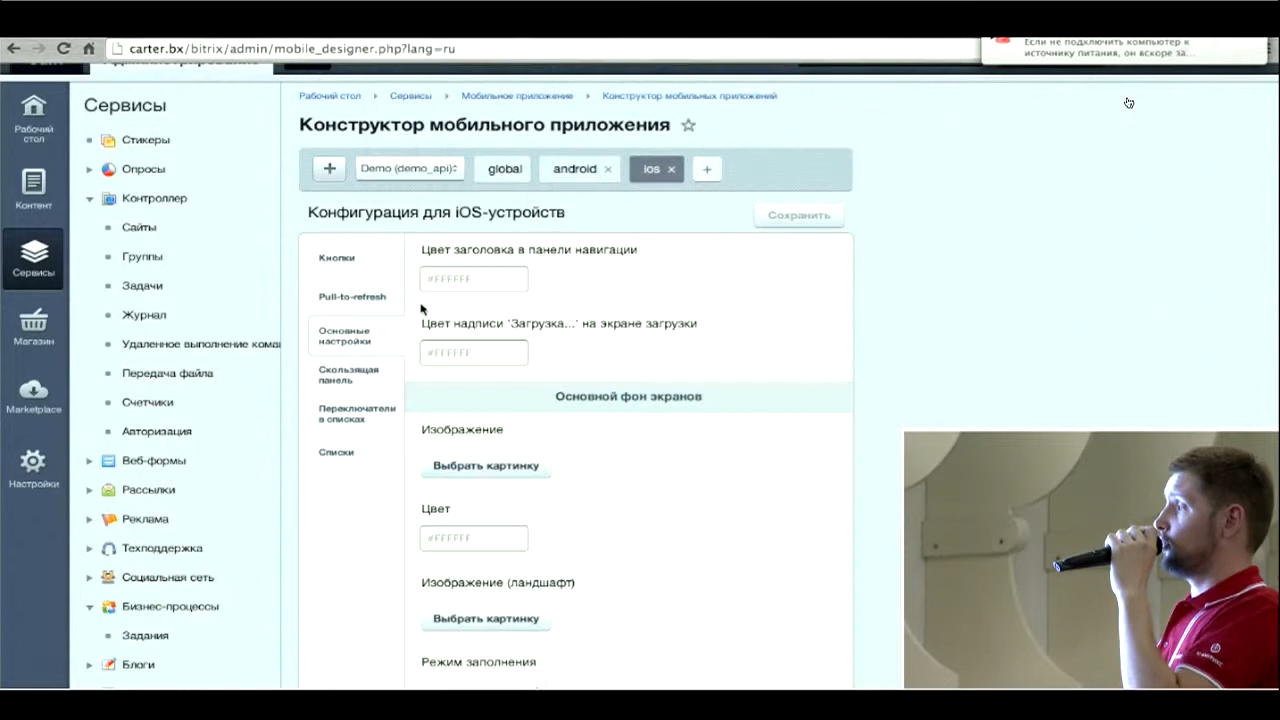 carter.bx/bitrix/admin/mobile_designer.php?lang=ru
Если не подключить компьютер к
источнику питания, он вскоре за...
Рабочий стол
Контент
Сервисы
Магазин
Marketplace
Настройки
Сервисы
Стикеры
Опросы
Контроллер
Сайты
Группы
Задачи
Журнал
Удаленное выполнение кома
Передача файла
Счетчики
Авторизация
Веб-формы
Рассылки
Реклама
Техподдержка
Социальная сеть
Бизнес-процессы
Задания
Блоги
Рабочий стол Сервисы Мобильное приложение Конструктор мобильных приложений
Конструктор мобильного приложения
+ Demo (demo_api) global android × ios × +
Конфигурация для iOS-устройств
Сохранить
Кнопки
Pull-to-refresh
Основные
настройки
Скользящая
панель
Переключатели
в списках
Списки
Цвет заголовка в панели навигации
#FFFFFF
Цвет надписи 'Загрузка...' на экране загрузки
#FFFFFF
Основной фон экранов
Изображение
Выбрать картинку
Цвет
#FFFFFF
Изображение (ландшафт)
Выбрать картинку
Режим заполнения